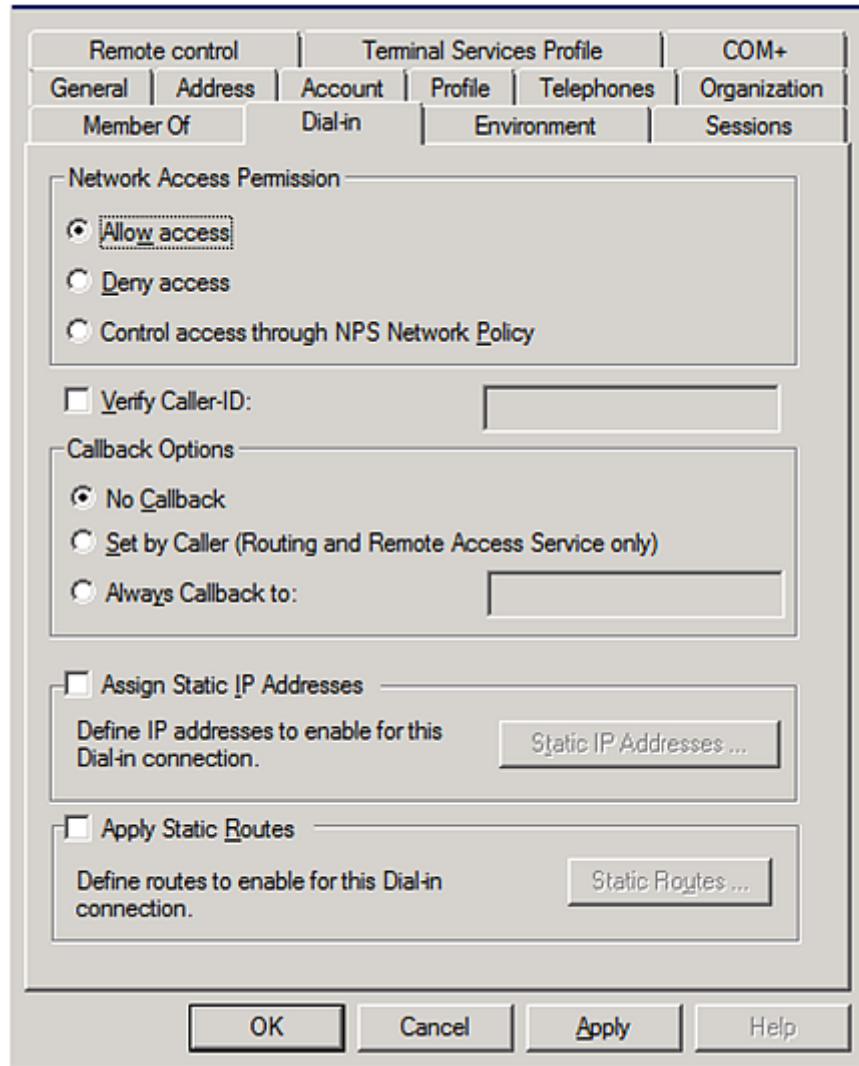 Remote control
Terminal Services Profile
COM+
General
Address
Account
Profile
Telephones
Organization
Member Of
Dial-in
Environment
Sessions
Network Access Permission
Allow access
Deny access
Control access through NPS Network Policy
Verify Caller-ID:
Callback Options
No Callback
Set by Caller (Routing and Remote Access Service only)
Always Callback to:
Assign Static IP Addresses
Define IP addresses to enable for this
Dial-in connection.
Static IP Addresses ...
Apply Static Routes
Define routes to enable for this Dial-in
connection.
Static Routes ...
OK
Cancel
Apply
Help